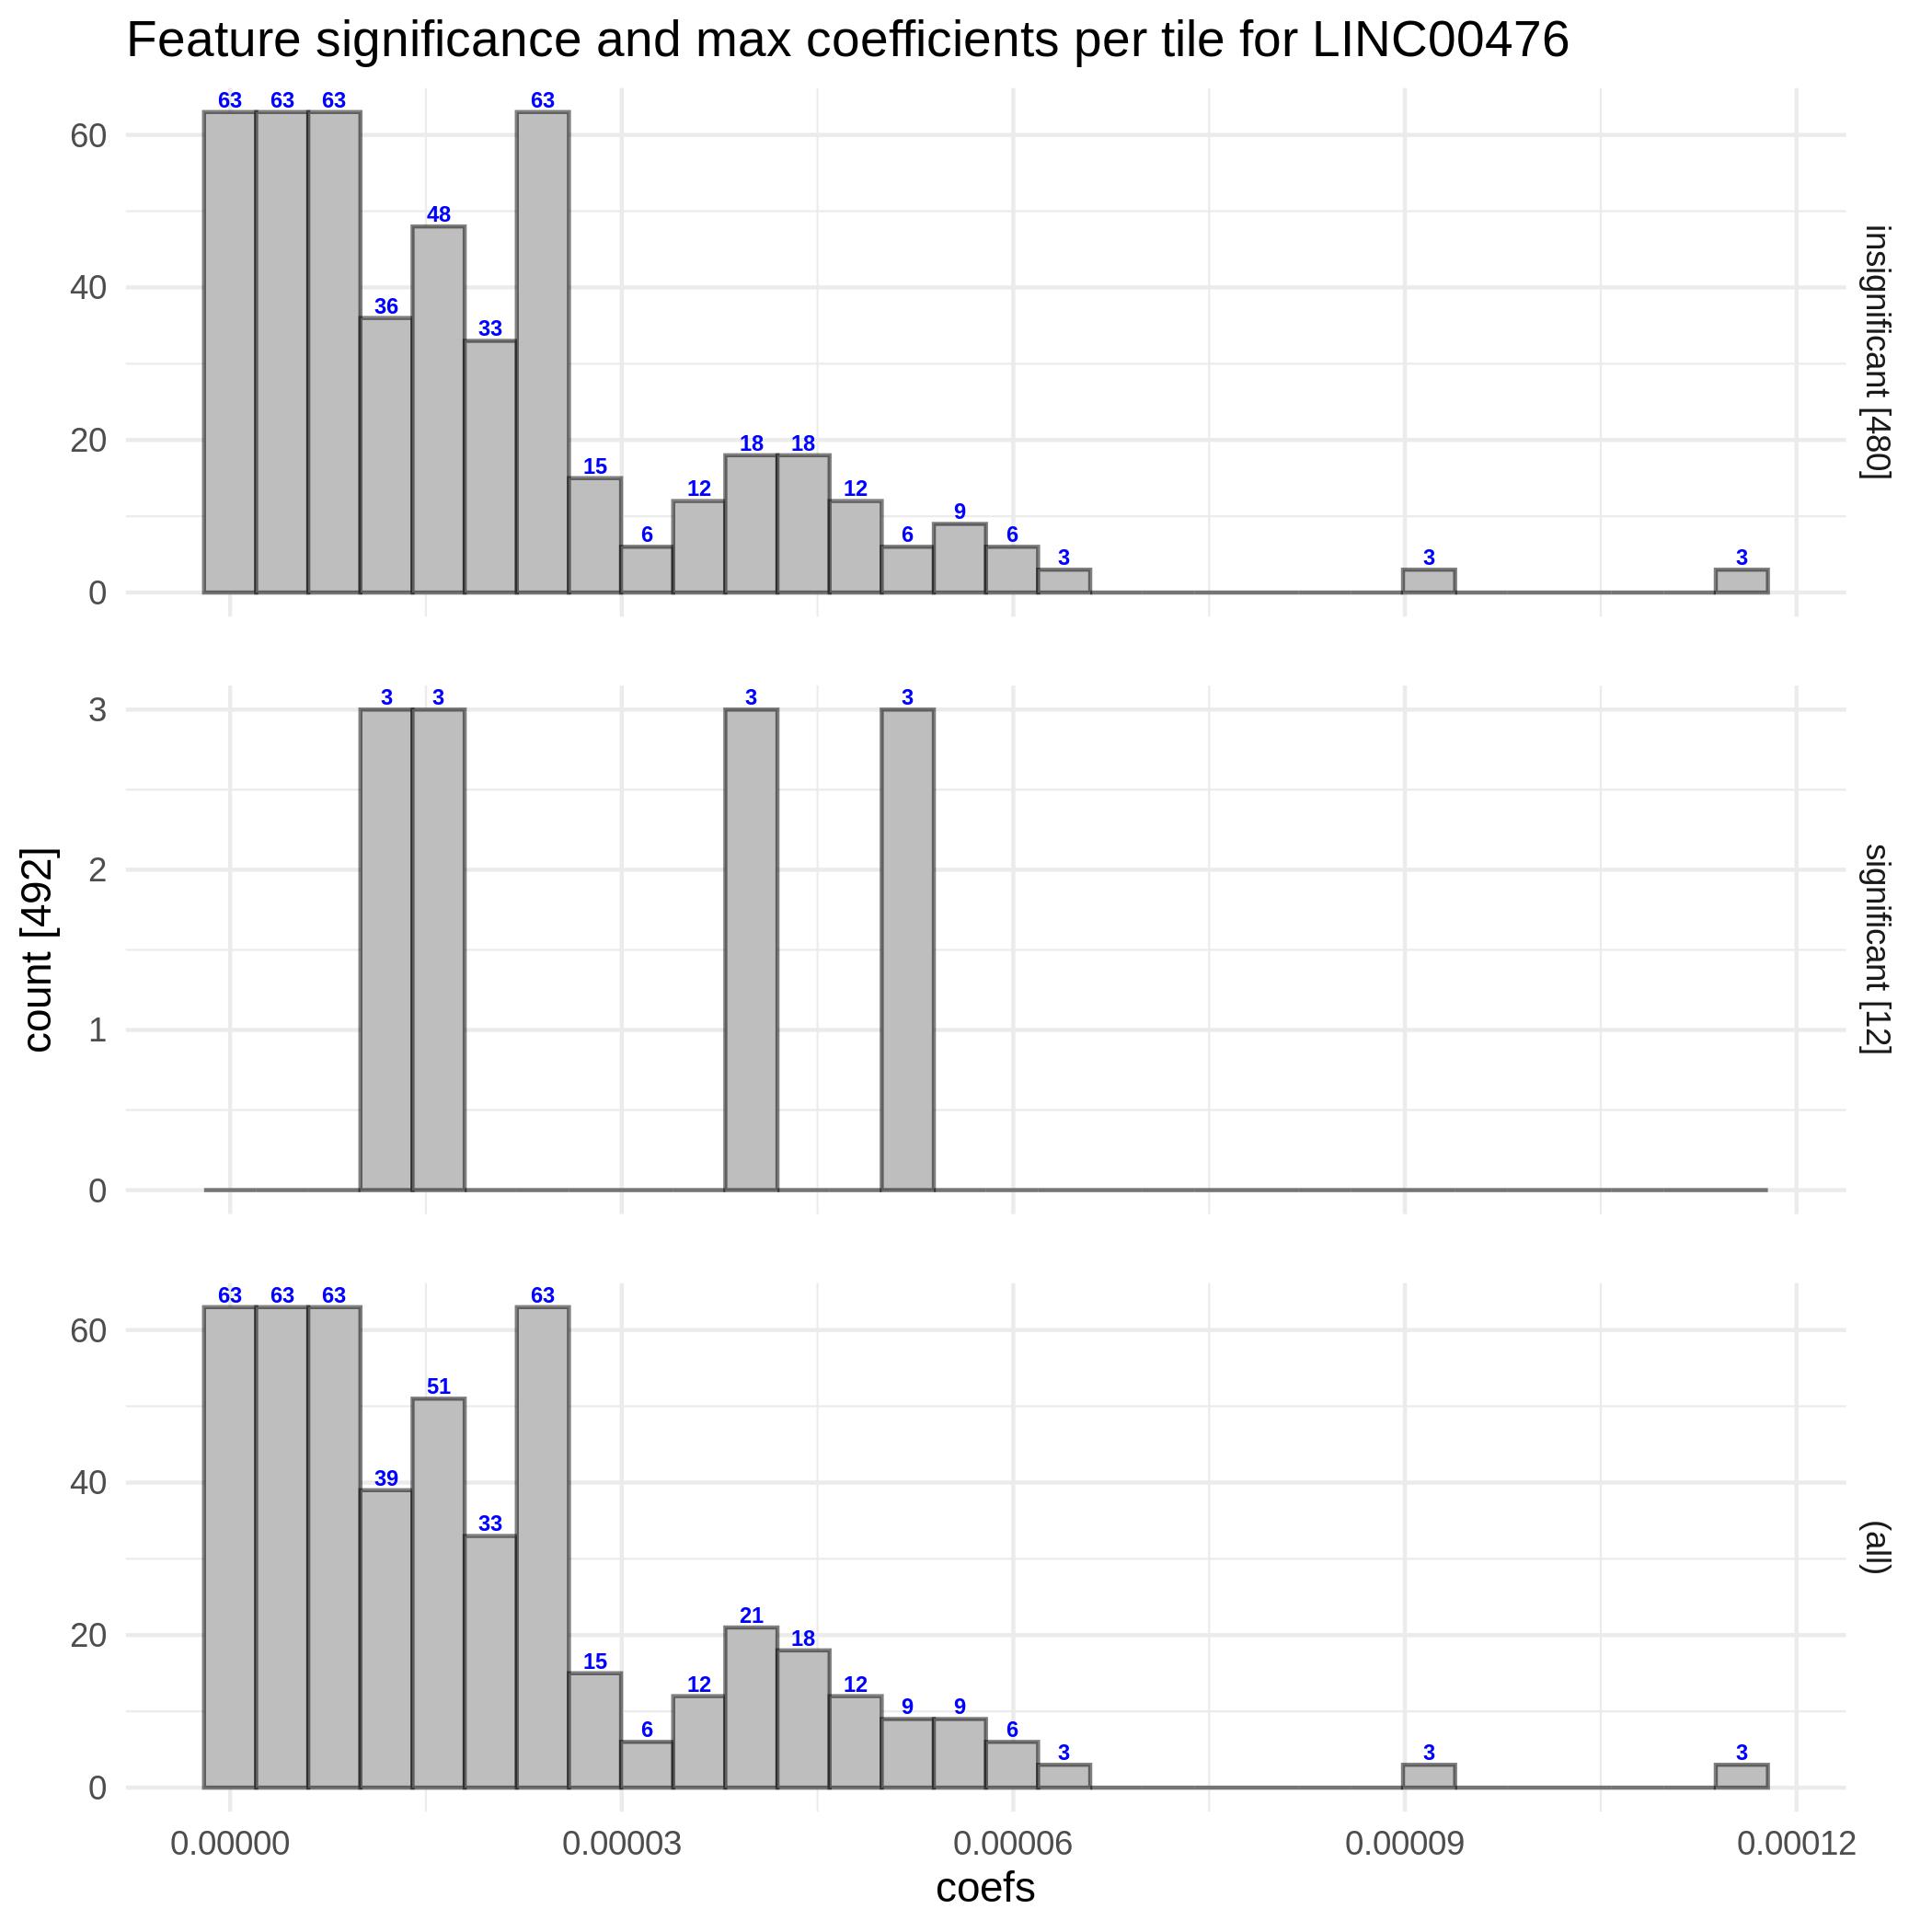 Feature significance and max coefficients per tile for LINC00476
63 63 63 36 48 33 63 15 6 12 18 18 12 6 9 6 3 3 3
60
40
20
0
insignificant [480]
3 3 3 3
3
2
1
0
significant [12]
count [492]
63 63 63 39 51 33 63 15 6 12 21 18 12 9 9 6 3 3 3
60
40
20
0
(all)
0.00000 0.00003 0.00006 0.00009 0.00012
coefs